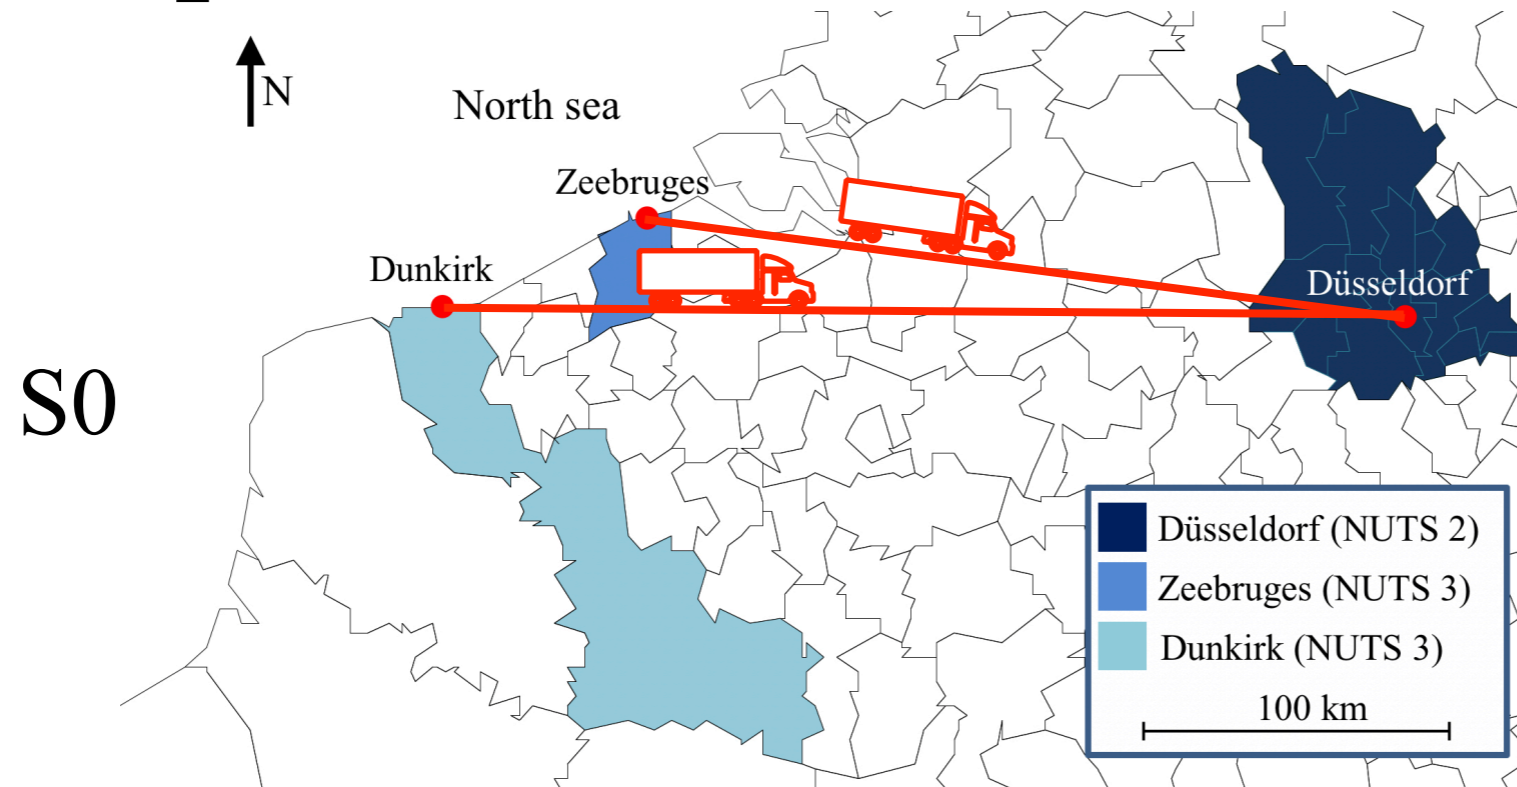 N
North sea
Zeebruges
Dunkirk
Düsseldorf
S0
Düsseldorf (NUTS 2)
Zeebruges (NUTS 3)
Dunkirk (NUTS 3)
100 km